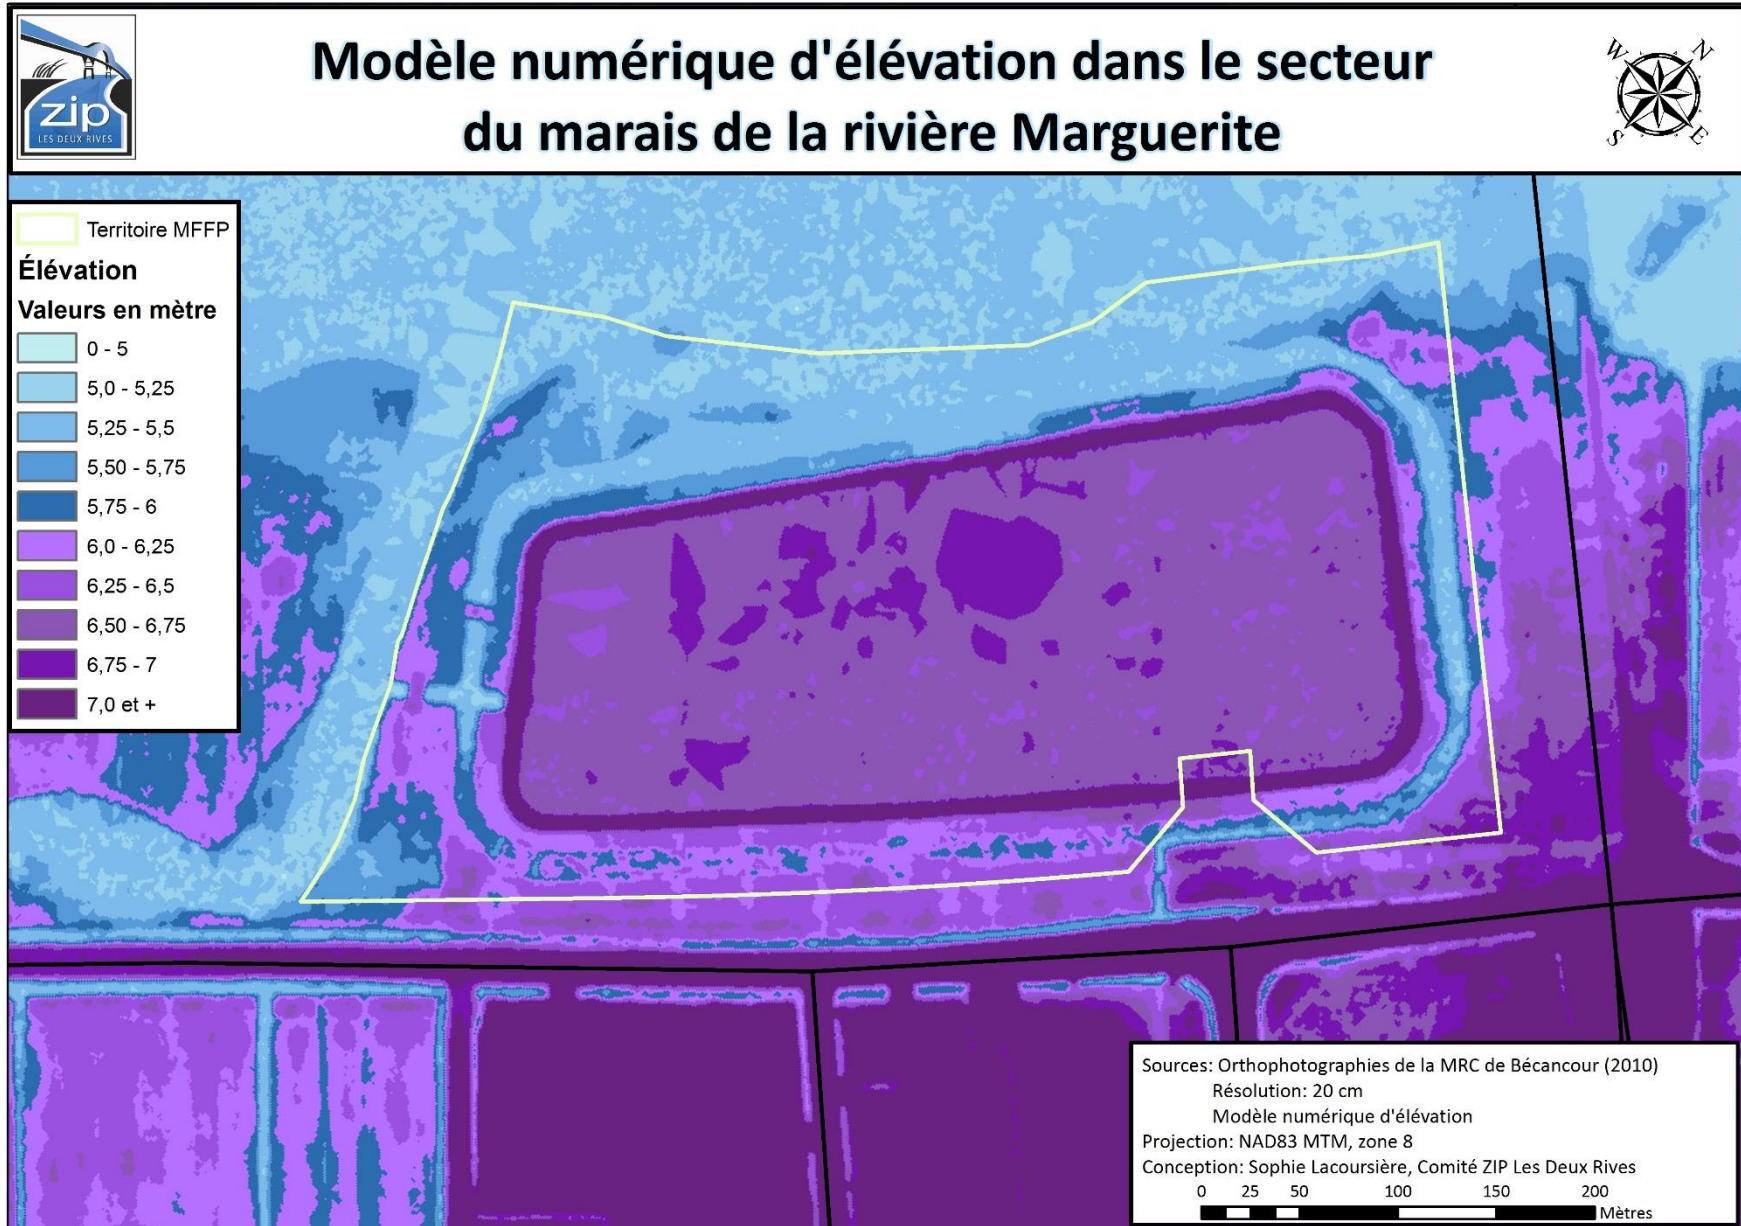 zip
LES DEUX RIVES
Modèle numérique d'élévation dans le secteur
du marais de la rivière Marguerite
W N
S E
Territoire MFFP
Élévation
Valeurs en mètre
0 - 5
5,0 - 5,25
5,25 - 5,5
5,50 - 5,75
5,75 - 6
6,0 - 6,25
6,25 - 6,5
6,50 - 6,75
6,75 - 7
7,0 et +
Sources: Orthophotographies de la MRC de Bécancour (2010)
Résolution: 20 cm
Modèle numérique d'élévation
Projection: NAD83 MTM, zone 8
Conception: Sophie Lacoursière, Comité ZIP Les Deux Rives
0 25 50 100 150 200
Mètres